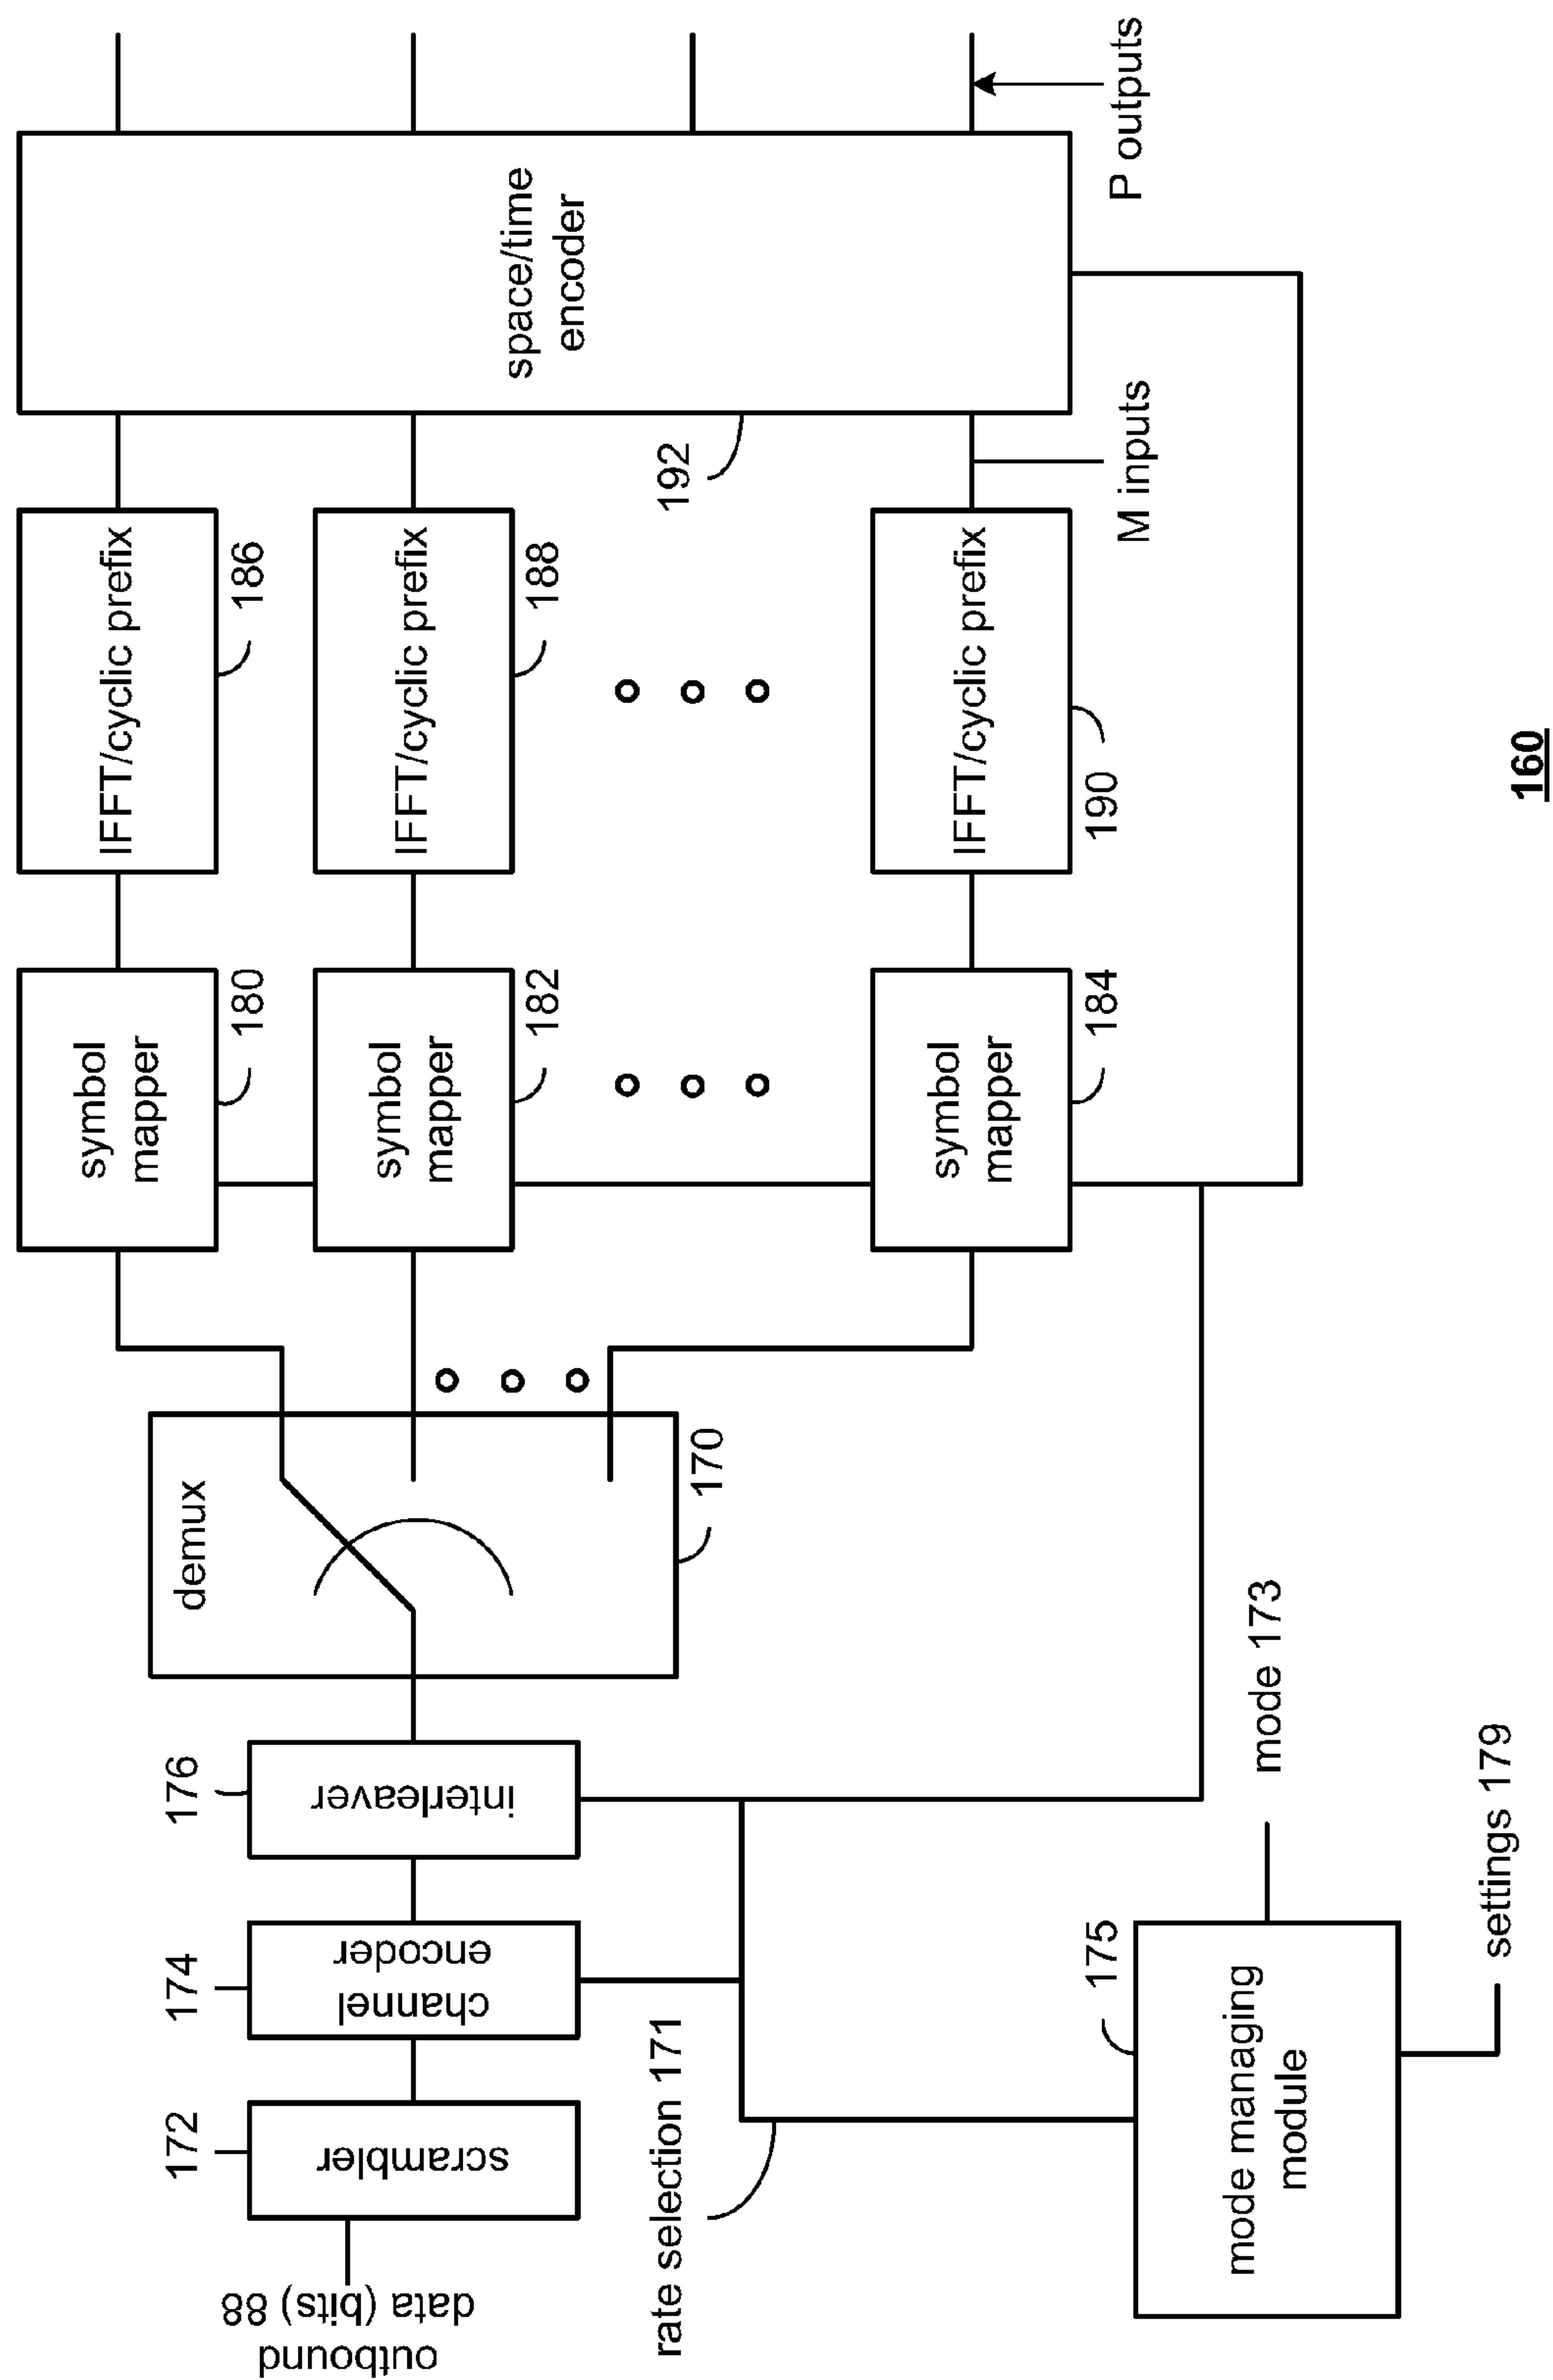 outbound
data (bits) 88
172
scrambler
174
channel
encoder
176
interleaver
demux
170
symbol
mapper
180
IFFT/cyclic prefix
186
symbol
mapper
182
IFFT/cyclic prefix
188
symbol
mapper
184
IFFT/cyclic prefix
190
192
space/time
encoder
M inputs
P outputs
rate selection 171
175
mode managing
module
mode 173
settings 179
160